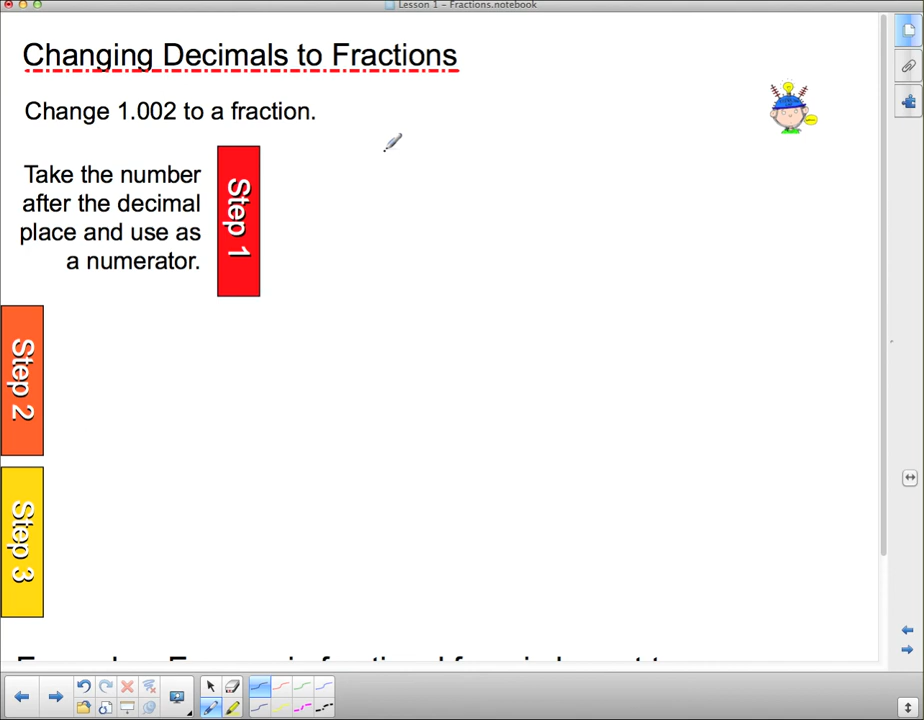 Lesson 1 – Fractions.notebook
Changing Decimals to Fractions
Change 1.002 to a fraction.
Take the number
after the decimal
place and use as
a numerator.
Step 1
Step 2
Step 3